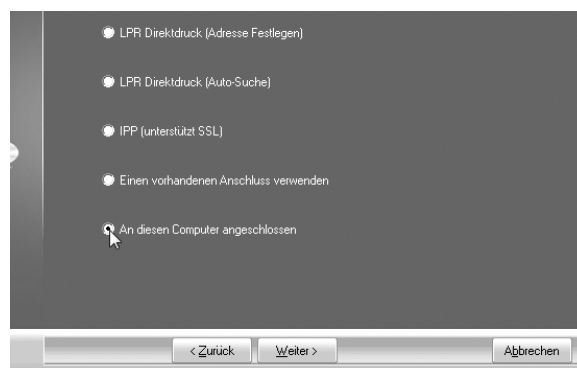 LPR Direktdruck (Adresse Festlegen)
LPR Direktdruck (Auto-Suche)
IPP (unterstützt SSL)
Einen vorhandenen Anschluss verwenden
An diesen Computer angeschlossen
< Zurück Weiter > Abbrechen